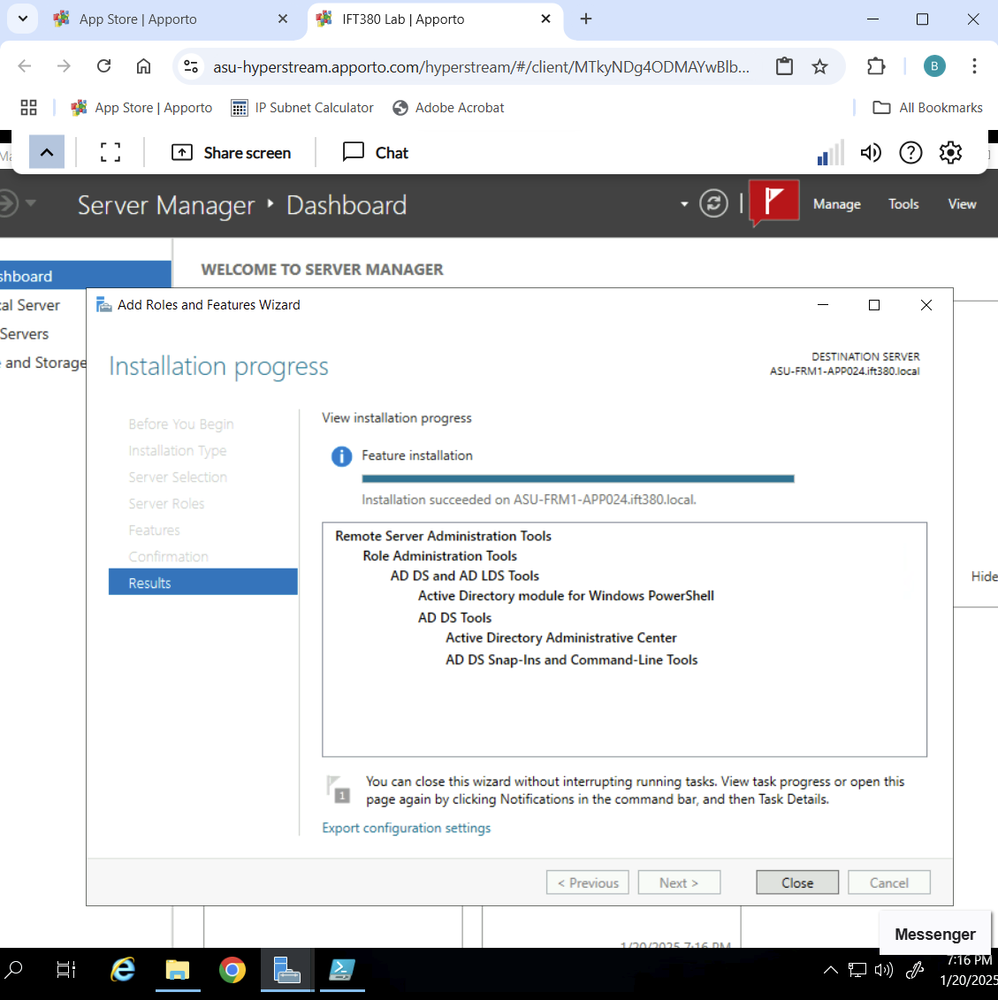 App Store | Apporto
IFT380 Lab | Apporto
asu-hyperstream.apporto.com/hyperstream/#/client/MTkyNDg4ODMAYwBlb...
B
App Store | Apporto
IP Subnet Calculator
Adobe Acrobat
All Bookmarks
Share screen
Chat
Server Manager
Dashboard
Manage
Tools
View
shboard
WELCOME TO SERVER MANAGER
cal Server
Servers
and Storage
Add Roles and Features Wizard
Installation progress
DESTINATION SERVER
ASU-FRM1-APP024.ift380.local
Before You Begin
Installation Type
Server Selection
Server Roles
Features
Confirmation
Results
View installation progress
Feature installation
Installation succeeded on ASU-FRM1-APP024.ift380.local.
Remote Server Administration Tools
Role Administration Tools
AD DS and AD LDS Tools
Active Directory module for Windows PowerShell
AD DS Tools
Active Directory Administrative Center
AD DS Snap-Ins and Command-Line Tools
Hide
1
You can close this wizard without interrupting running tasks. View task progress or open this
page again by clicking Notifications in the command bar, and then Task Details.
Export configuration settings
< Previous
Next >
Close
Cancel
Messenger
1/20/2025 7:16 PM
7:16 PM
1/20/2025